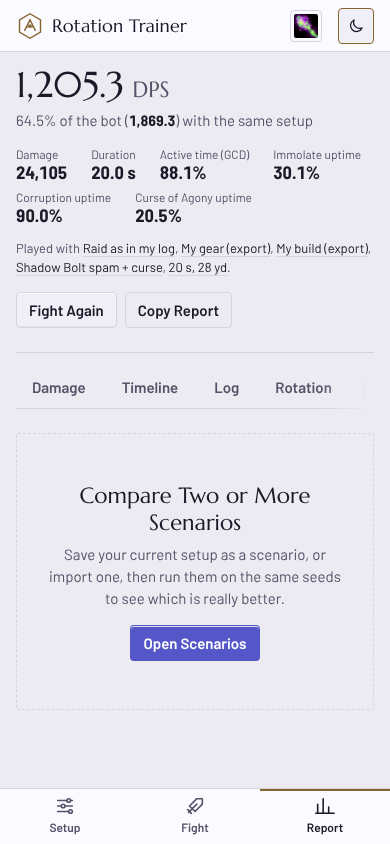 Rotation Trainer
1,205.3 DPS
64.5% of the bot (1,869.3) with the same setup
Damage Duration Active time (GCD) Immolate uptime
24,105 20.0 s 88.1% 30.1%
Corruption uptime Curse of Agony uptime
90.0% 20.5%
Played with Raid as in my log, My gear (export), My build (export),
Shadow Bolt spam + curse, 20 s, 28 yd.
Fight Again Copy Report
Damage Timeline Log Rotation
Compare Two or More
Scenarios
Save your current setup as a scenario, or
import one, then run them on the same seeds
to see which is really better.
Open Scenarios
Setup Fight Report